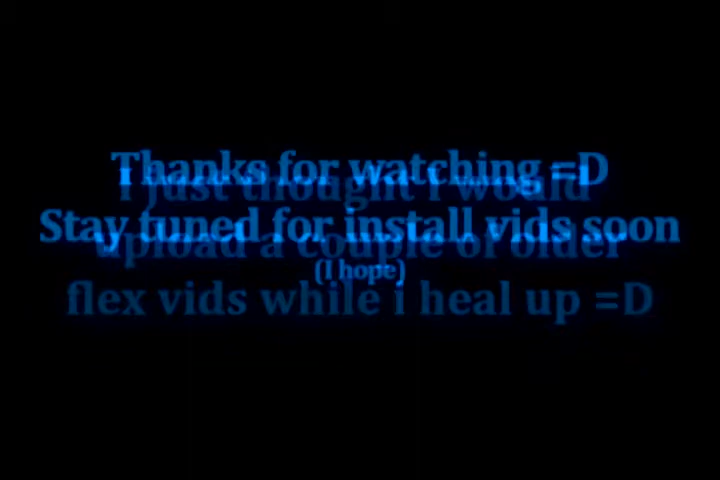 Thanks for watching =D
I just thought i would
Stay tuned for install vids soon
upload a couple of older
(I hope)
flex vids while i heal up =D